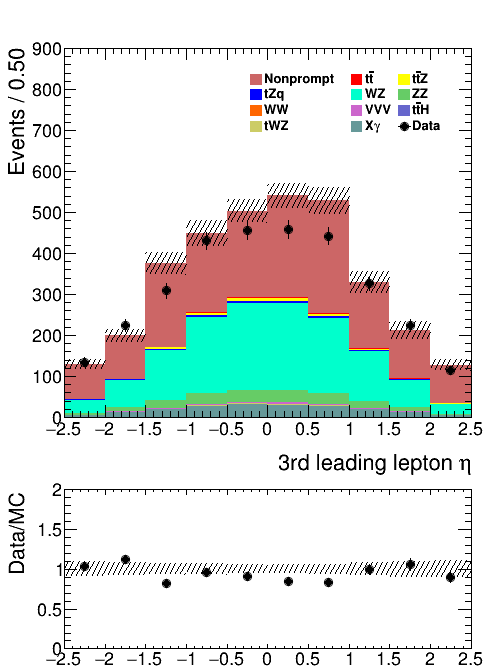 Events / 0.50
900
800
700
600
500
400
300
200
100
0
Nonprompt tt̄ tt̄Z
tZq WZ ZZ
WW VVV tt̄H
tWZ Xγ Data
−2.5 −2 −1.5 −1 −0.5 0 0.5 1 1.5 2 2.5
3rd leading lepton η
Data/MC
2
1.5
1
0.5
0
−2.5 −2 −1.5 −1 −0.5 0 0.5 1 1.5 2 2.5